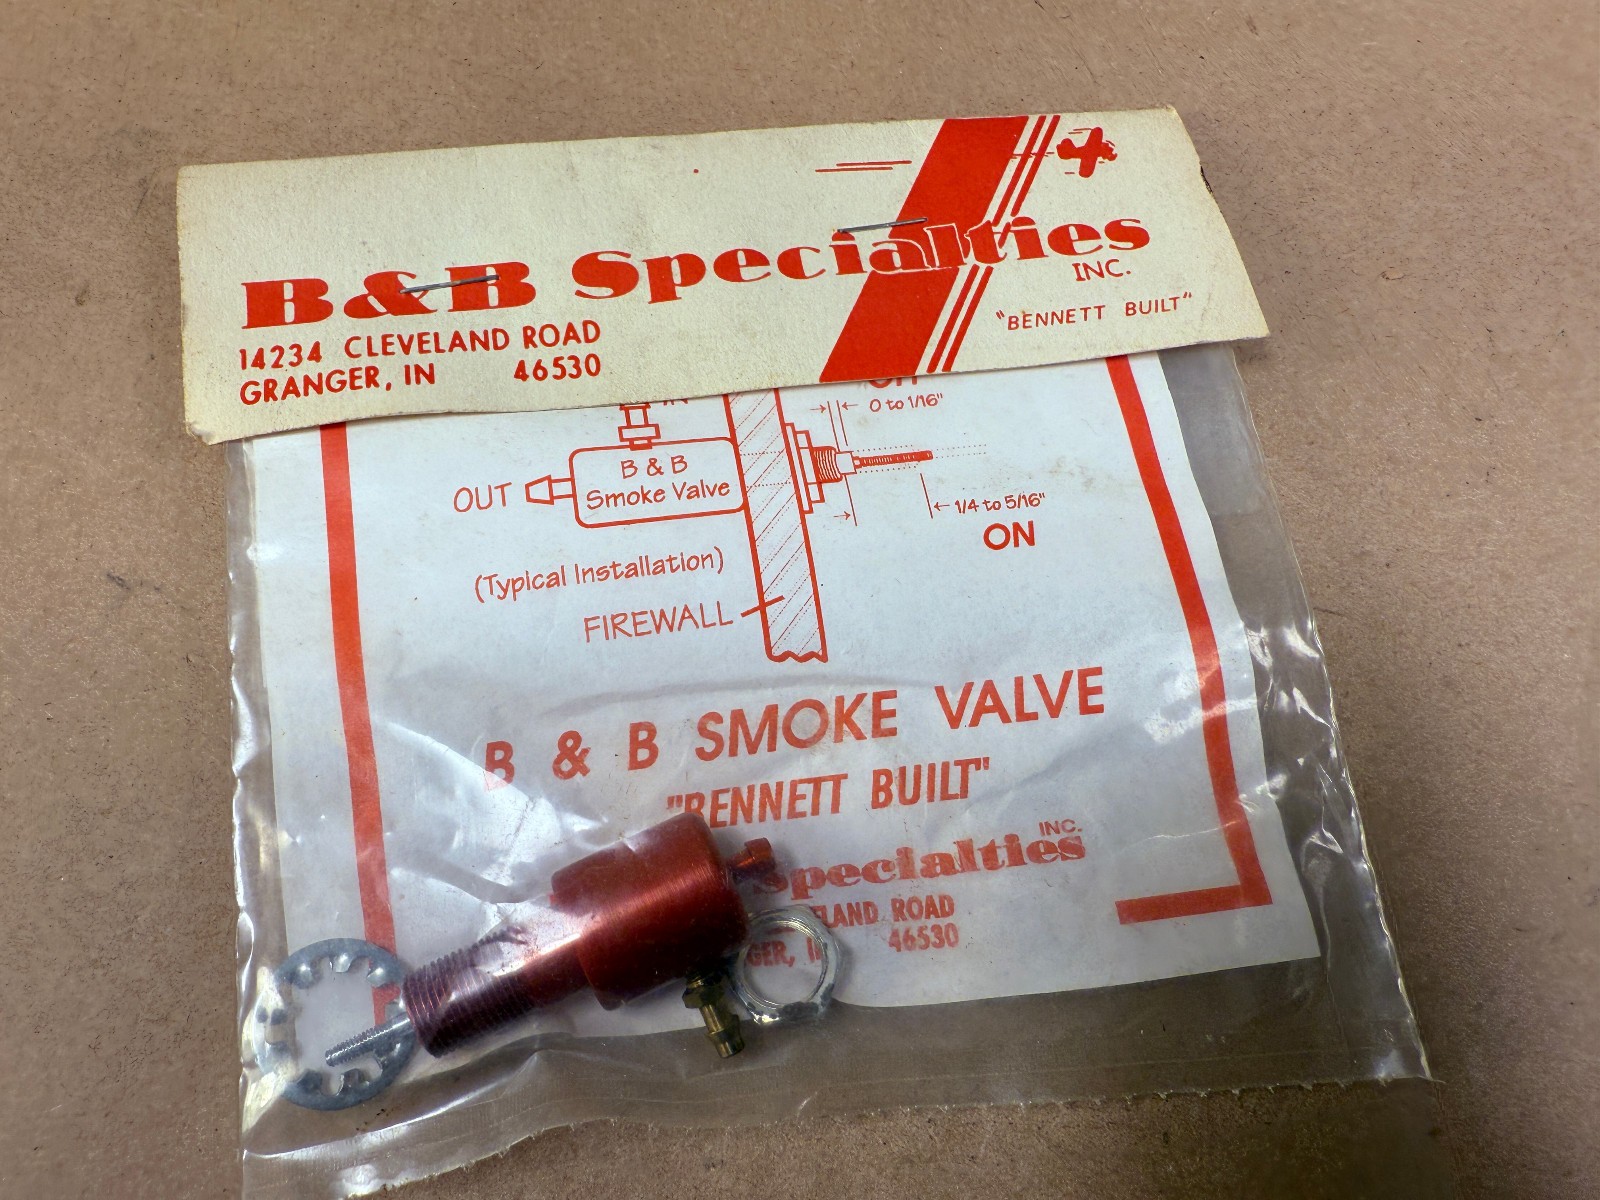 B&B Specialties
INC.
"BENNETT BUILT"
14234 CLEVELAND ROAD
GRANGER, IN 46530
0 to 1/16"
B & B
Smoke Valve
OUT
1/4 to 5/16"
ON
(Typical Installation)
FIREWALL
B & B SMOKE VALVE
"BENNETT BUILT"
INC.
Specialties
ROAD
46530